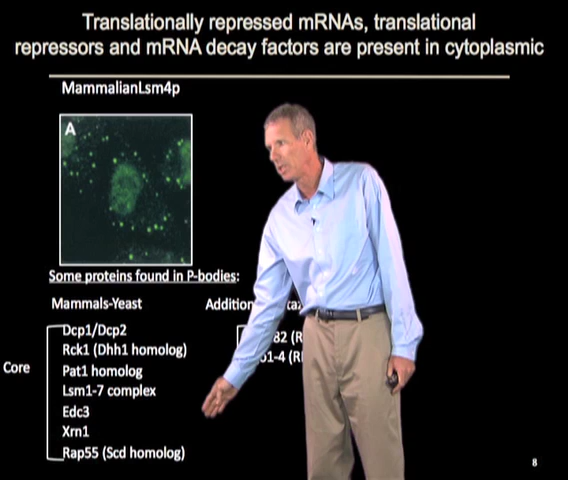 Translationally repressed mRNAs, translational
repressors and mRNA decay factors are present in cytoplasmic
MammalianLsm4p
A
Some proteins found in P-bodies:
Mammals-Yeast
Dcp1/Dcp2
Rck1 (Dhh1 homolog)
Pat1 homolog
Core
Lsm1-7 complex
Edc3
Xrn1
Rap55 (Scd homolog)
8